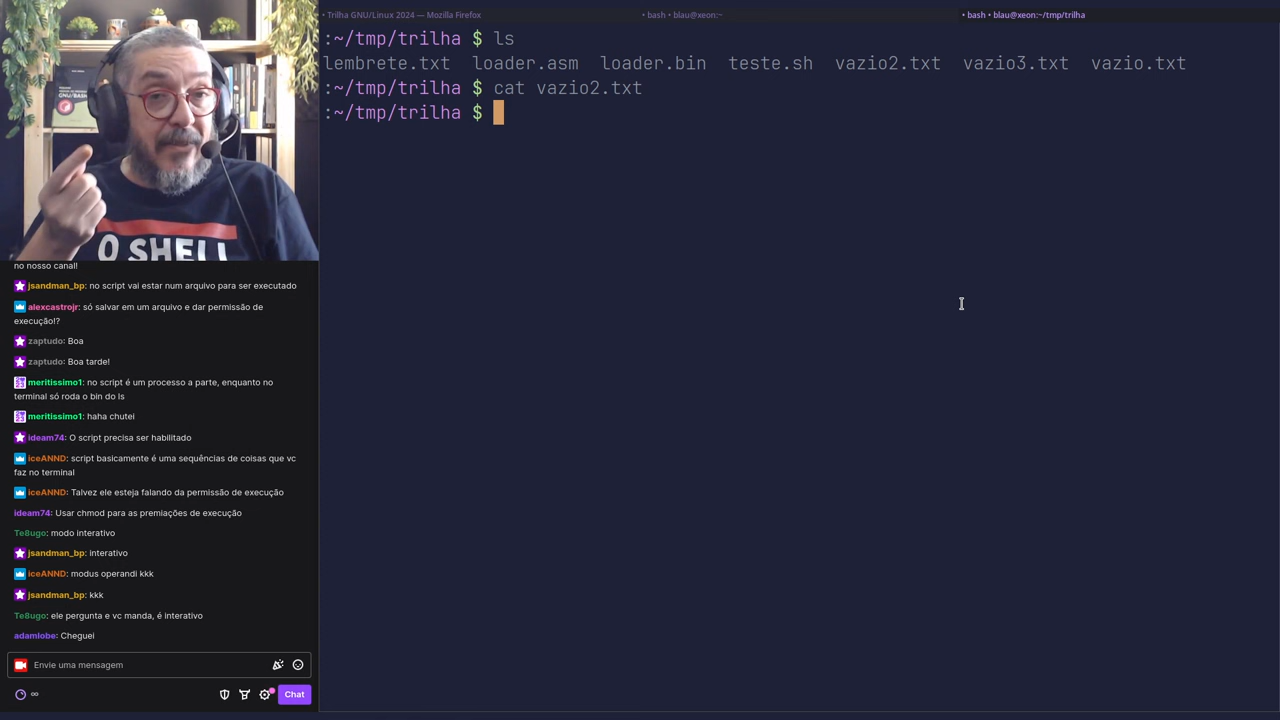 • Trilha GNU/Linux 2024 — Mozilla Firefox
• bash • blau@xeon:~
• bash • blau@xeon:~/tmp/trilha
:~/tmp/trilha $ ls
lembrete.txt loader.asm loader.bin teste.sh vazio2.txt vazio3.txt vazio.txt
:~/tmp/trilha $ cat vazio2.txt
:~/tmp/trilha $
GNU/BASH
O SHELL
no nosso canal!
jsandman_bp: no script vai estar num arquivo para ser executado
alexcastrojr: só salvar em um arquivo e dar permissão de
execução!?
zaptudo: Boa
zaptudo: Boa tarde!
meritissimo1: no script é um processo a parte, enquanto no
terminal só roda o bin do ls
meritissimo1: haha chutei
ideam74: O script precisa ser habilitado
iceANND: script basicamente é uma sequências de coisas que vc
faz no terminal
iceANND: Talvez ele esteja falando da permissão de execução
ideam74: Usar chmod para as premiações de execução
Te8ugo: modo interativo
jsandman_bp: interativo
iceANND: modus operandi kkk
jsandman_bp: kkk
Te8ugo: ele pergunta e vc manda, é interativo
adamlobe: Cheguei
Envie uma mensagem
∞
Chat